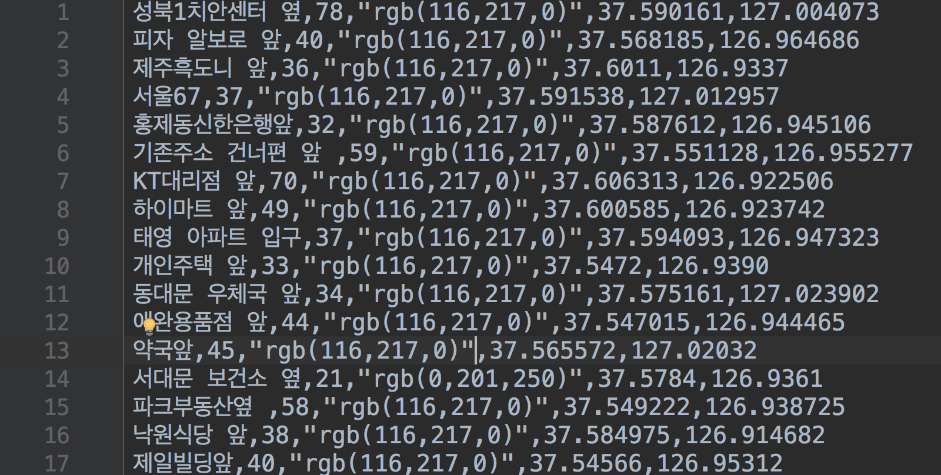 1 성북1치안센터 옆,78,"rgb(116,217,0)",37.590161,127.004073
2 피자 알보로 앞,40,"rgb(116,217,0)",37.568185,126.964686
3 제주흑도니 앞,36,"rgb(116,217,0)",37.6011,126.9337
4 서울67,37,"rgb(116,217,0)",37.591538,127.012957
5 홍제동신한은행앞,32,"rgb(116,217,0)",37.587612,126.945106
6 기존주소 건너편 앞 ,59,"rgb(116,217,0)",37.551128,126.955277
7 KT대리점 앞,70,"rgb(116,217,0)",37.606313,126.922506
8 하이마트 앞,49,"rgb(116,217,0)",37.600585,126.923742
9 태영 아파트 입구,37,"rgb(116,217,0)",37.594093,126.947323
10 개인주택 앞,33,"rgb(116,217,0)",37.5472,126.9390
11 동대문 우체국 앞,34,"rgb(116,217,0)",37.575161,127.023902
12 애완용품점 앞,44,"rgb(116,217,0)",37.547015,126.944465
13 약국앞,45,"rgb(116,217,0)",37.565572,127.02032
14 서대문 보건소 옆,21,"rgb(0,201,250)",37.5784,126.9361
15 파크부동산옆 ,58,"rgb(116,217,0)",37.549222,126.938725
16 낙원식당 앞,38,"rgb(116,217,0)",37.584975,126.914682
17 제일빌딩앞,40,"rgb(116,217,0)",37.54566,126.95312